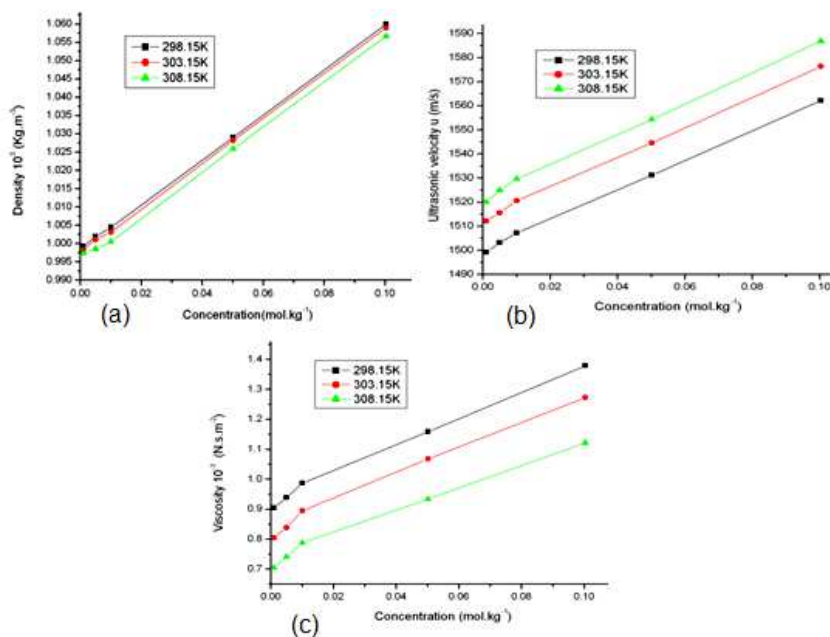 1.060
1.055
1.050
1.045
1.040
1.035
1.030
1.025
1.020
1.015
1.010
1.005
1.000
0.995
0.990
Density 10³ (Kg.m⁻³)
298.15K
303.15K
308.15K
0.00 0.02 0.04 0.06 0.08 0.10
Concentration(mol.kg⁻¹)
(a)
1590
1580
1570
1560
1550
1540
1530
1520
1510
1500
1490
Ultrasonic velocity u (m/s)
298.15K
303.15K
308.15K
0.00 0.02 0.04 0.06 0.08 0.10
Concentration (mol.kg⁻¹)
(b)
1.4
1.3
1.2
1.1
1.0
0.9
0.8
0.7
Viscosity 10⁻³ (N.s.m⁻²)
298.15K
303.15K
308.15K
0.00 0.02 0.04 0.06 0.08 0.10
Concentration (mol.kg⁻¹)
(c)